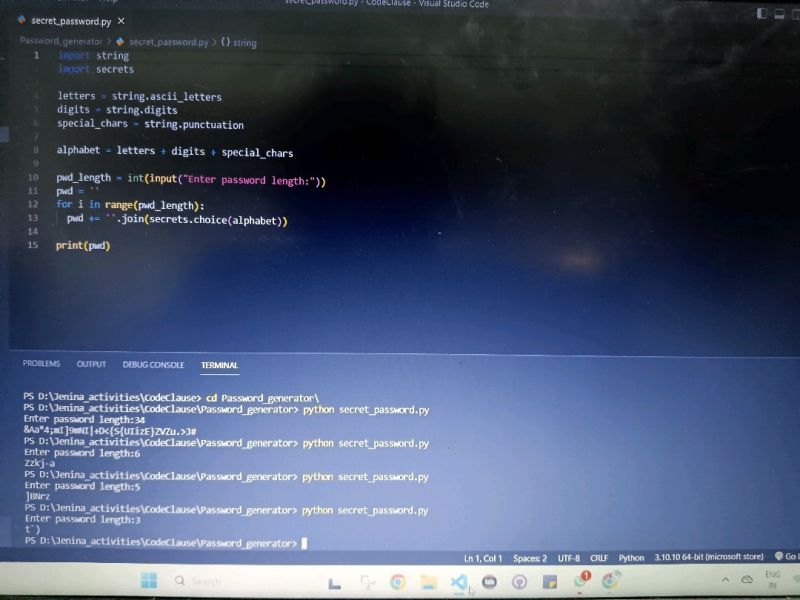 secret_password.py - CodeClause - Visual Studio Code
secret_password.py ×
Password_generator > secret_password.py > {} string
1 import string
import secrets
4 letters = string.ascii_letters
5 digits = string.digits
6 special_chars = string.punctuation
7
8 alphabet = letters + digits + special_chars
9
10 pwd_length = int(input("Enter password length:"))
11 pwd = ''
12 for i in range(pwd_length):
13 pwd += ''.join(secrets.choice(alphabet))
14
15 print(pwd)
PROBLEMS OUTPUT DEBUG CONSOLE TERMINAL
PS D:\Jenina_activities\CodeClause> cd Password_generator\
PS D:\Jenina_activities\CodeClause\Password_generator> python secret_password.py
Enter password length:34
&Aa*4;mI]9mNI]+D<{S{UIizE}ZVZu.>J#
PS D:\Jenina_activities\CodeClause\Password_generator> python secret_password.py
Enter password length:6
Zzkj-a
PS D:\Jenina_activities\CodeClause\Password_generator> python secret_password.py
Enter password length:5
]BNrz
PS D:\Jenina_activities\CodeClause\Password_generator> python secret_password.py
Enter password length:3
t`)
PS D:\Jenina_activities\CodeClause\Password_generator>
Ln 1, Col 1 Spaces: 2 UTF-8 CRLF Python 3.10.10 64-bit (microsoft store) Go L
Search
1
ENG
IN